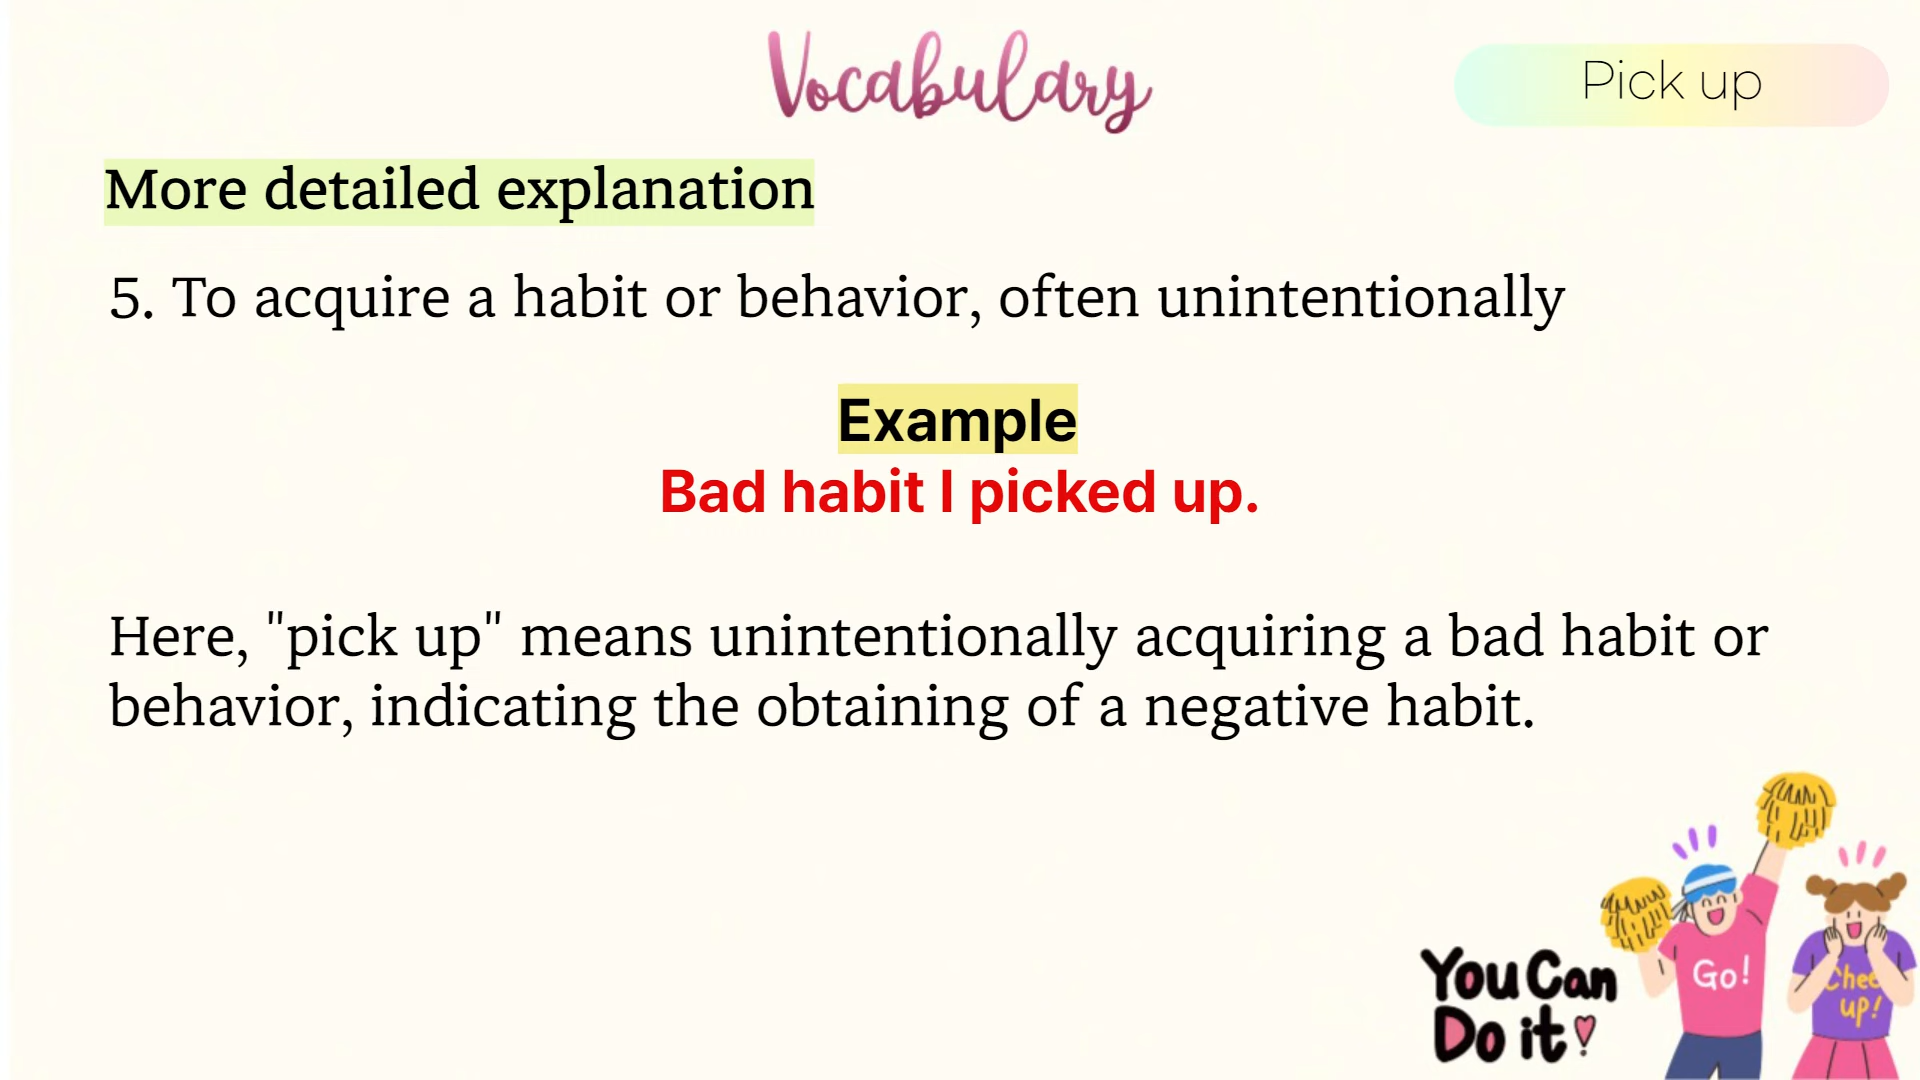 Vocabulary
Pick up
More detailed explanation
5. To acquire a habit or behavior, often unintentionally
Example
Bad habit I picked up.
Here, "pick up" means unintentionally acquiring a bad habit or
behavior, indicating the obtaining of a negative habit.
You Can
Do it!
Go!
Chee
up!